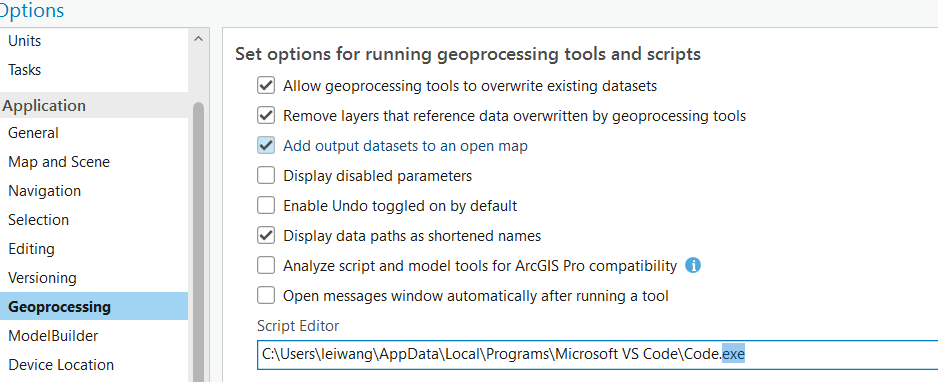 Options
Units
Tasks
Application
General
Map and Scene
Navigation
Selection
Editing
Versioning
Geoprocessing
ModelBuilder
Device Location
Set options for running geoprocessing tools and scripts
Allow geoprocessing tools to overwrite existing datasets
Remove layers that reference data overwritten by geoprocessing tools
Add output datasets to an open map
Display disabled parameters
Enable Undo toggled on by default
Display data paths as shortened names
Analyze script and model tools for ArcGIS Pro compatibility
Open messages window automatically after running a tool
Script Editor
C:\Users\leiwang\AppData\Local\Programs\Microsoft VS Code\Code.exe